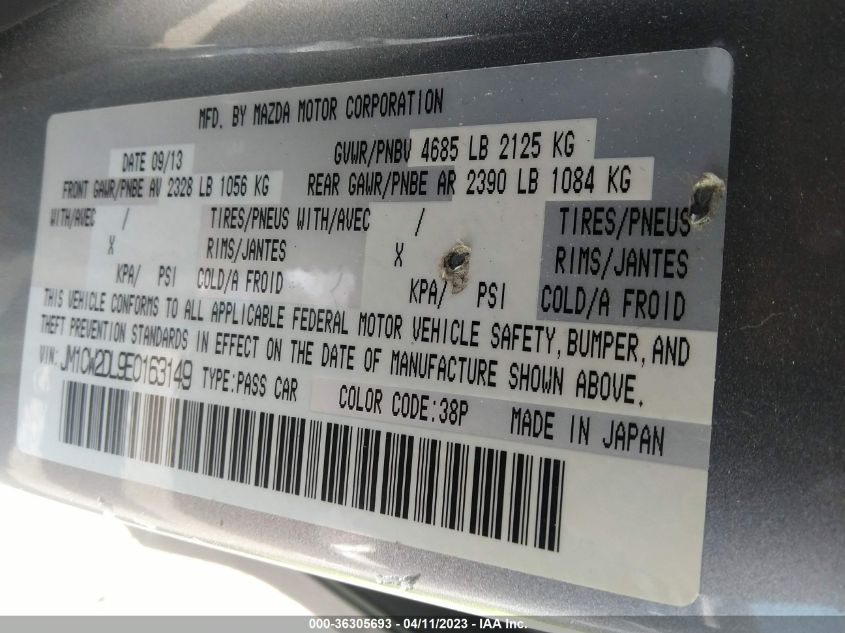 MFD. BY MAZDA MOTOR CORPORATION
DATE 09/13 GVWR/PNBV 4685 LB 2125 KG
FRONT GAWR/PNBE AV 2328 LB 1056 KG REAR GAWR/PNBE AR 2390 LB 1084 KG
WITH/AVEC / TIRES/PNEUS WITH/AVEC / TIRES/PNEUS
X RIMS/JANTES X RIMS/JANTES
KPA/ PSI COLD/A FROID KPA/ PSI COLD/A FROID
THIS VEHICLE CONFORMS TO ALL APPLICABLE FEDERAL MOTOR VEHICLE SAFETY, BUMPER, AND
THEFT PREVENTION STANDARDS IN EFFECT ON THE DATE OF MANUFACTURE SHOWN ABOVE.
VIN: JM1CW2DL9E0163149 TYPE:PASS CAR COLOR CODE:38P MADE IN JAPAN
000-36305693 - 04/11/2023 - IAA Inc.